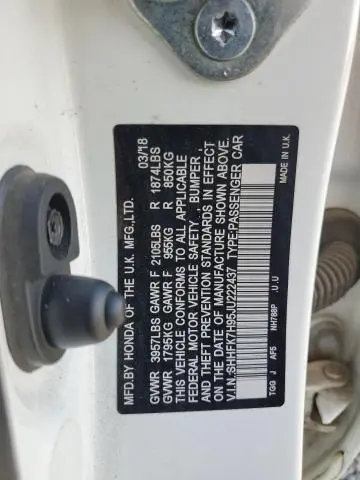 MFD.BY HONDA OF THE U.K. MFG.,LTD. 03/18
GVWR 3957LBS GAWR F 2105LBS R 1874LBS
GVWR 1795KG GAWR F 955KG R 850KG
THIS VEHICLE CONFORMS TO ALL APPLICABLE
FEDERAL MOTOR VEHICLE SAFETY, BUMPER,
AND THEFT PREVENTION STANDARDS IN EFFECT
ON THE DATE OF MANUFACTURE SHOWN ABOVE.
V.I.N.:SHHFK7H95JU222437 TYPE:PASSENGER CAR
TGG J AF5 NH788P J U MADE IN U.K.